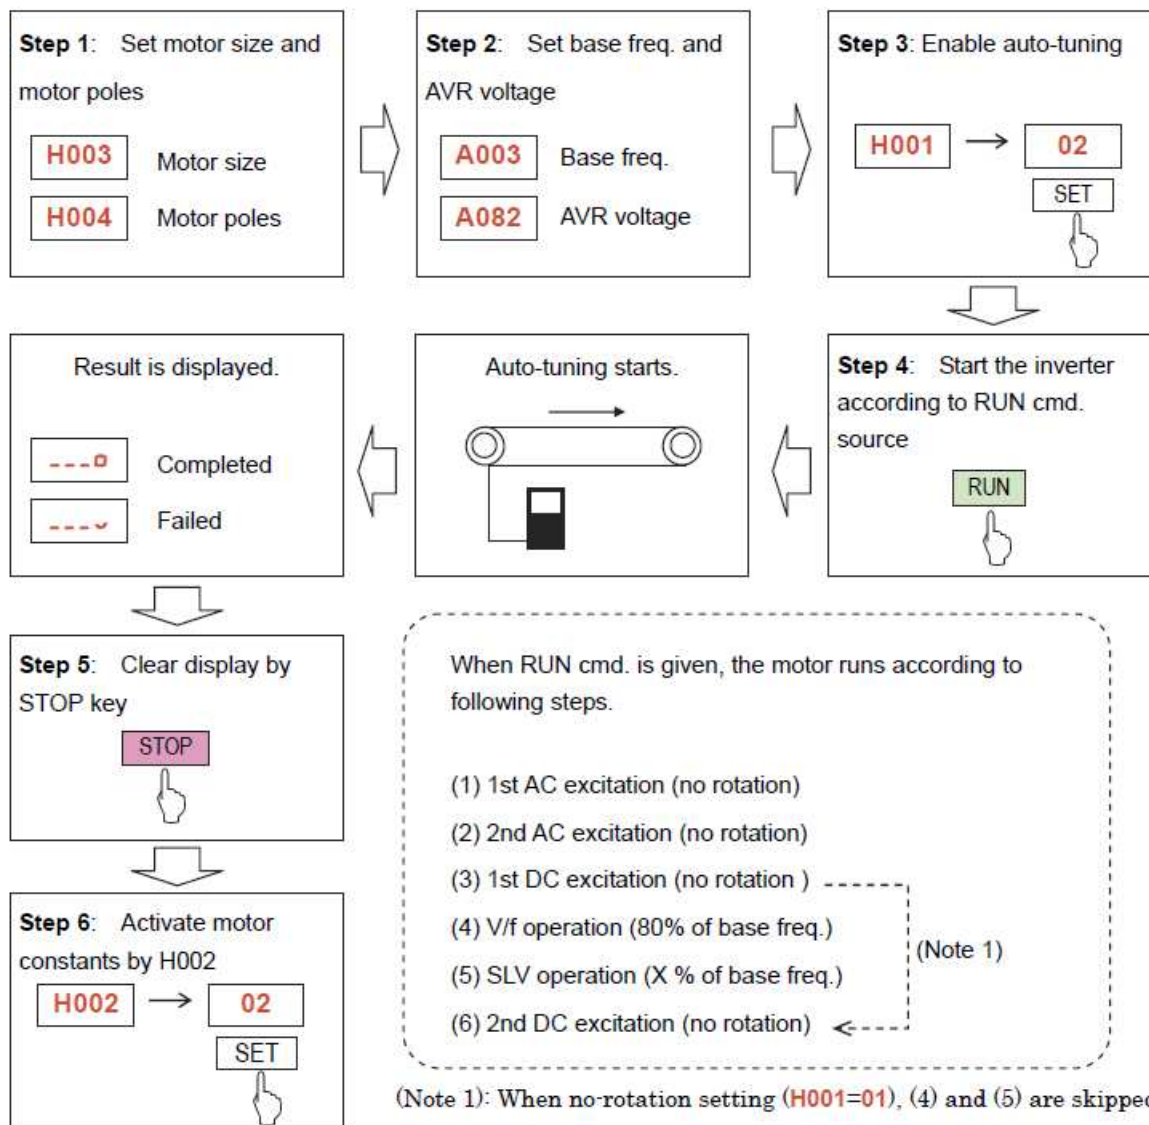 Step 1: Set motor size and
motor poles
H003 Motor size
H004 Motor poles
Step 2: Set base freq. and
AVR voltage
A003 Base freq.
A082 AVR voltage
Step 3: Enable auto-tuning
H001 → 02
SET
Step 4: Start the inverter
according to RUN cmd.
source
RUN
Auto-tuning starts.
Result is displayed.
Completed
Failed
Step 5: Clear display by
STOP key
STOP
Step 6: Activate motor
constants by H002
H002 → 02
SET
When RUN cmd. is given, the motor runs according to
following steps.
(1) 1st AC excitation (no rotation)
(2) 2nd AC excitation (no rotation)
(3) 1st DC excitation (no rotation )
(4) V/f operation (80% of base freq.)
(5) SLV operation (X % of base freq.)
(6) 2nd DC excitation (no rotation)
(Note 1)
(Note 1): When no-rotation setting (H001=01), (4) and (5) are skipped